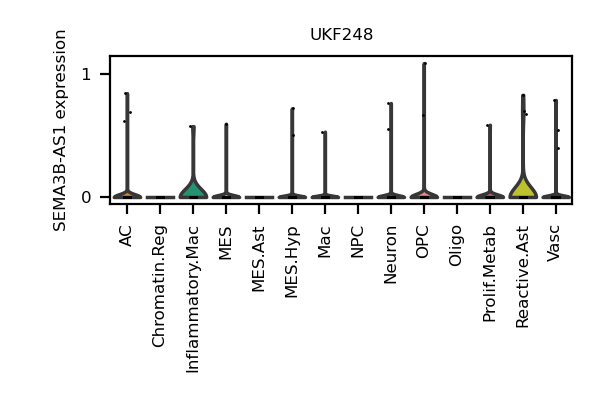 UKF248
SEMA3B-AS1 expression
1
0
AC
Chromatin.Reg
Inflammatory.Mac
MES
MES.Ast
MES.Hyp
Mac
NPC
Neuron
OPC
Oligo
Prolif.Metab
Reactive.Ast
Vasc